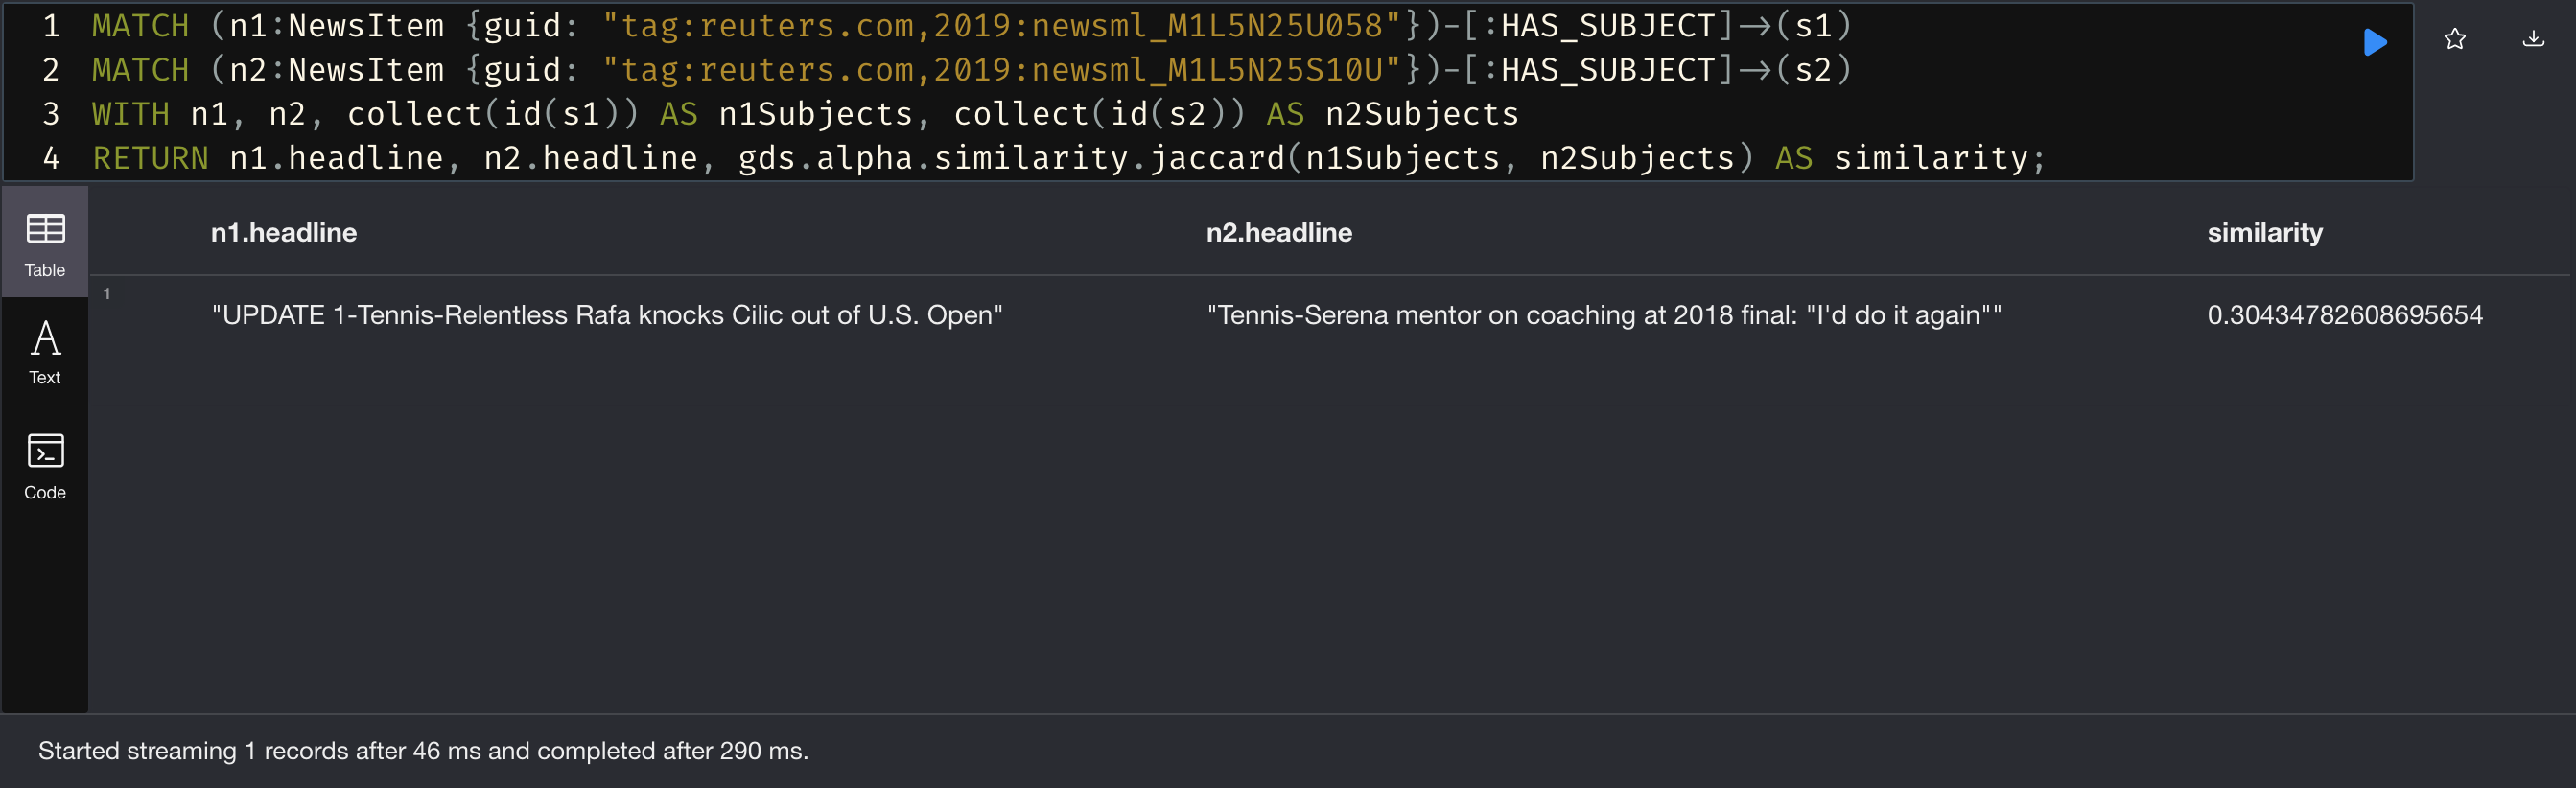 1 MATCH (n1:NewsItem {guid: "tag:reuters.com,2019:newsml_M1L5N25U058"})-[:HAS_SUBJECT]->(s1)
2 MATCH (n2:NewsItem {guid: "tag:reuters.com,2019:newsml_M1L5N25S10U"})-[:HAS_SUBJECT]->(s2)
3 WITH n1, n2, collect(id(s1)) AS n1Subjects, collect(id(s2)) AS n2Subjects
4 RETURN n1.headline, n2.headline, gds.alpha.similarity.jaccard(n1Subjects, n2Subjects) AS similarity;
n1.headline n2.headline similarity
Table
1
"UPDATE 1-Tennis-Relentless Rafa knocks Cilic out of U.S. Open" "Tennis-Serena mentor on coaching at 2018 final: "I'd do it again"" 0.30434782608695654
A
Text
Code
Started streaming 1 records after 46 ms and completed after 290 ms.